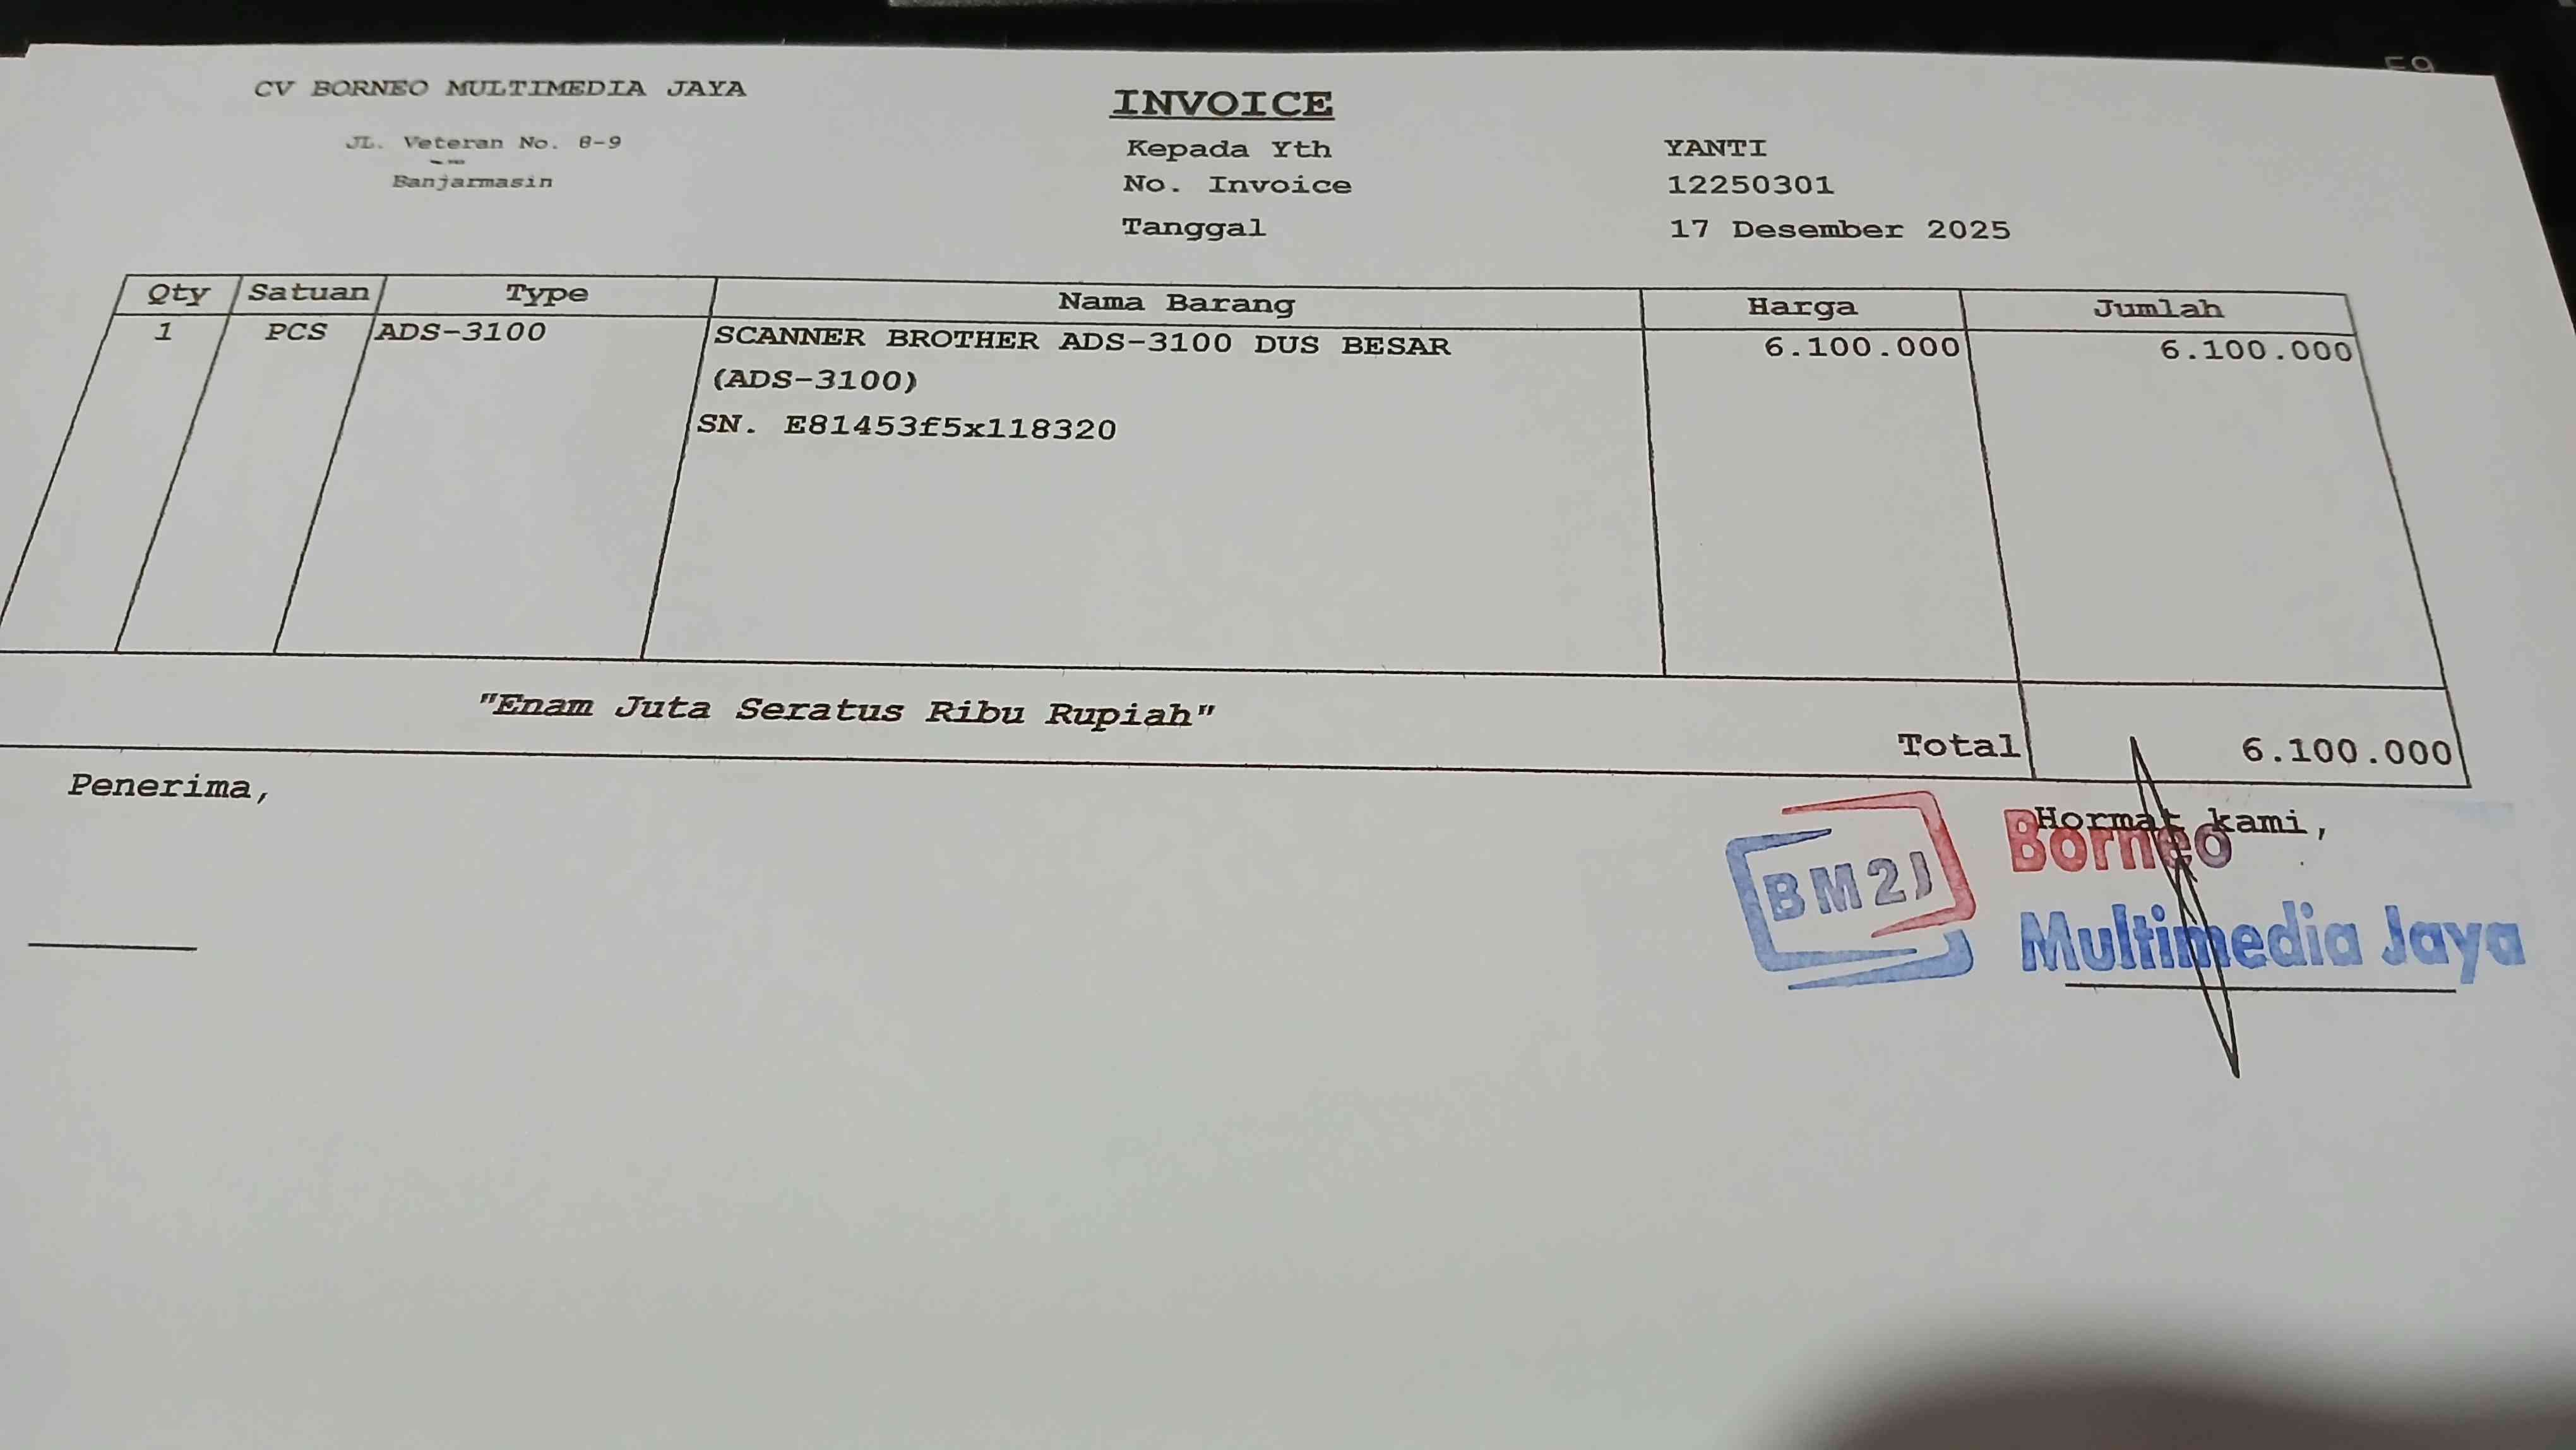 CV BORNEO MULTIMEDIA JAYA
JL. Veteran No. 8-9
Banjarmasin
INVOICE
Kepada Yth YANTI
No. Invoice 12250301
Tanggal 17 Desember 2025
Qty Satuan Type Nama Barang Harga Jumlah
1 PCS ADS-3100 SCANNER BROTHER ADS-3100 DUS BESAR 6.100.000 6.100.000
(ADS-3100)
SN. E81453f5x118320
"Enam Juta Seratus Ribu Rupiah"
Total 6.100.000
Penerima,
Hormat kami,
BM2J
Borneo
Multimedia Jaya